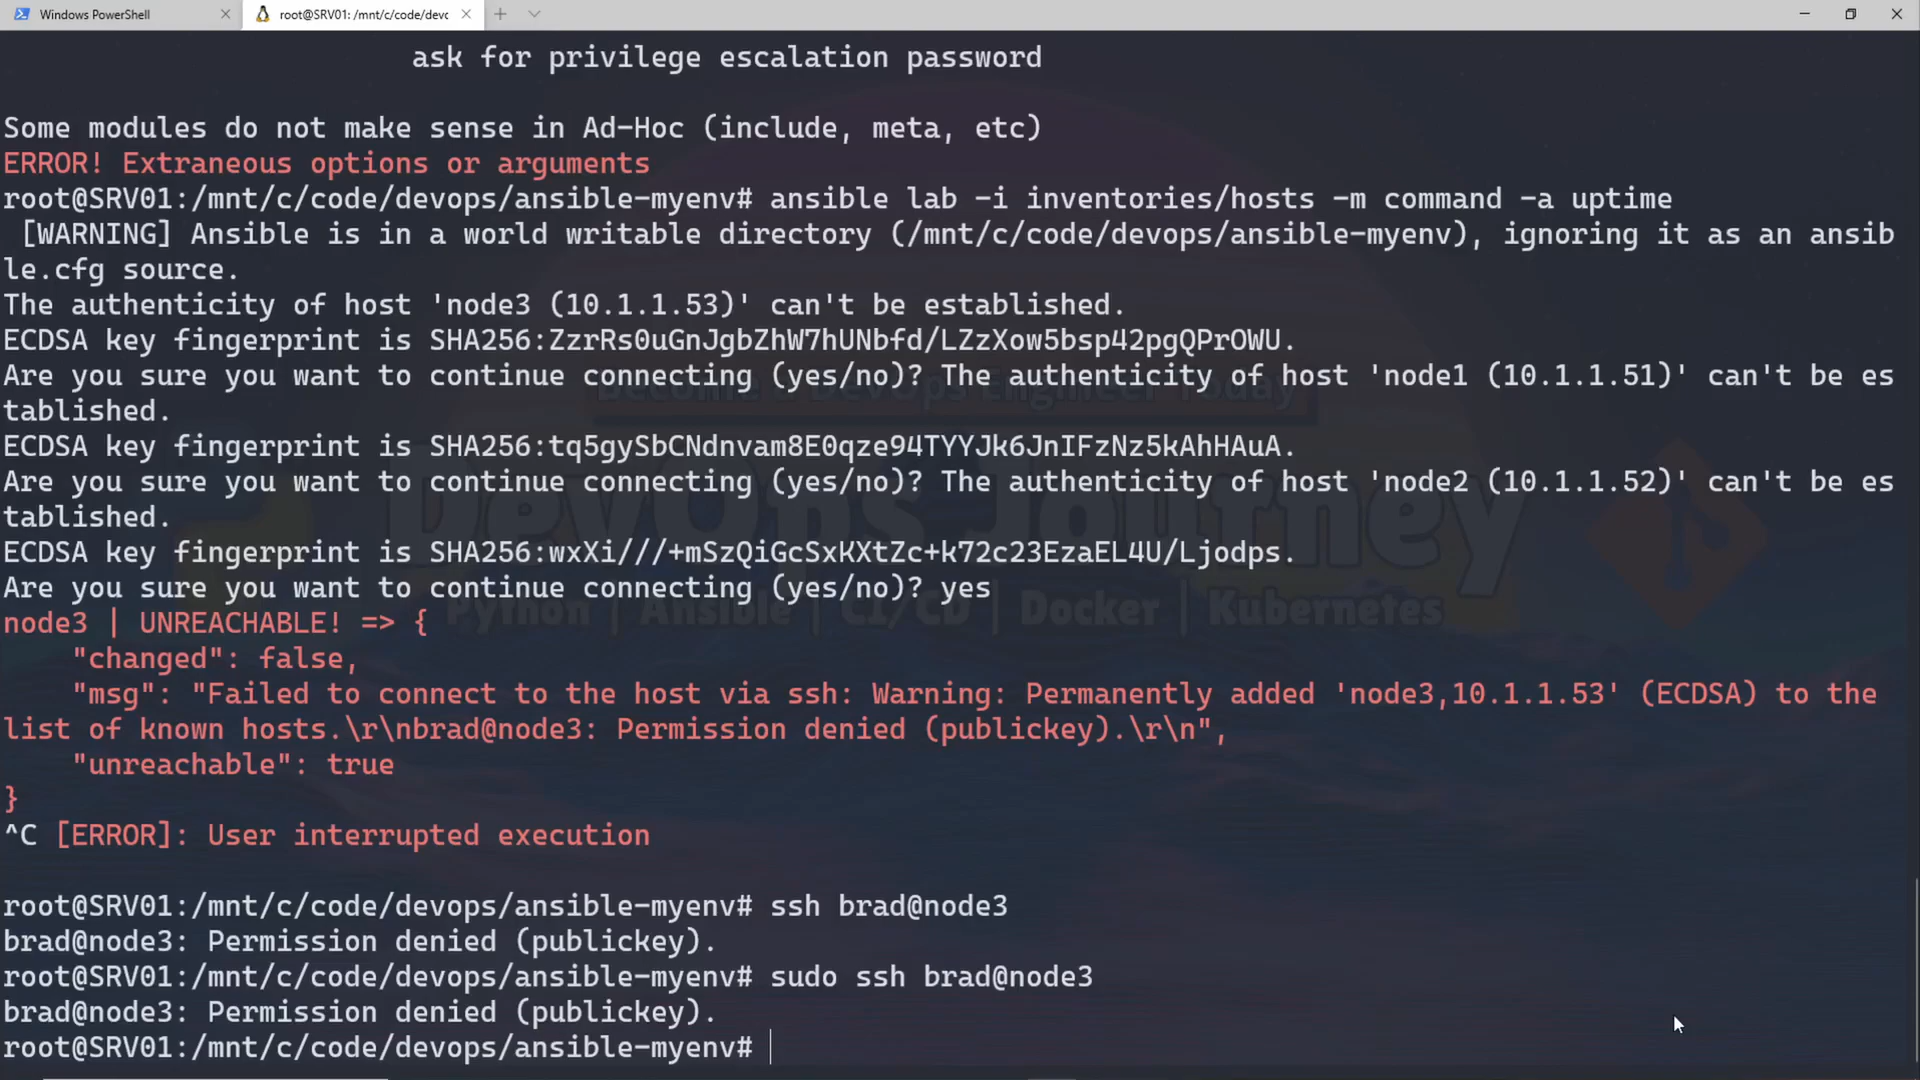 Windows PowerShell
root@SRV01: /mnt/c/code/devc
ask for privilege escalation password
Some modules do not make sense in Ad-Hoc (include, meta, etc)
ERROR! Extraneous options or arguments
root@SRV01:/mnt/c/code/devops/ansible-myenv# ansible lab -i inventories/hosts -m command -a uptime
[WARNING] Ansible is in a world writable directory (/mnt/c/code/devops/ansible-myenv), ignoring it as an ansib
le.cfg source.
The authenticity of host 'node3 (10.1.1.53)' can't be established.
ECDSA key fingerprint is SHA256:ZzrRs0uGnJgbZhW7hUNbfd/LZzXow5bsp42pgQPrOWU.
Are you sure you want to continue connecting (yes/no)? The authenticity of host 'node1 (10.1.1.51)' can't be es
tablished.
ECDSA key fingerprint is SHA256:tq5gySbCNdnvam8E0qze94TYYJk6JnIFzNz5kAhHAuA.
Are you sure you want to continue connecting (yes/no)? The authenticity of host 'node2 (10.1.1.52)' can't be es
tablished.
ECDSA key fingerprint is SHA256:wxXi///+mSzQiGcSxKXtZc+k72c23EzaEL4U/Ljodps.
Are you sure you want to continue connecting (yes/no)? yes
node3 | UNREACHABLE! => {
"changed": false,
"msg": "Failed to connect to the host via ssh: Warning: Permanently added 'node3,10.1.1.53' (ECDSA) to the
list of known hosts.\r\nbrad@node3: Permission denied (publickey).\r\n",
"unreachable": true
}
^C [ERROR]: User interrupted execution
root@SRV01:/mnt/c/code/devops/ansible-myenv# ssh brad@node3
brad@node3: Permission denied (publickey).
root@SRV01:/mnt/c/code/devops/ansible-myenv# sudo ssh brad@node3
brad@node3: Permission denied (publickey).
root@SRV01:/mnt/c/code/devops/ansible-myenv#
Become a DevOps Engineer Today
DevOps Journey
Python | Ansible | CI/CD | Docker | Kubernetes